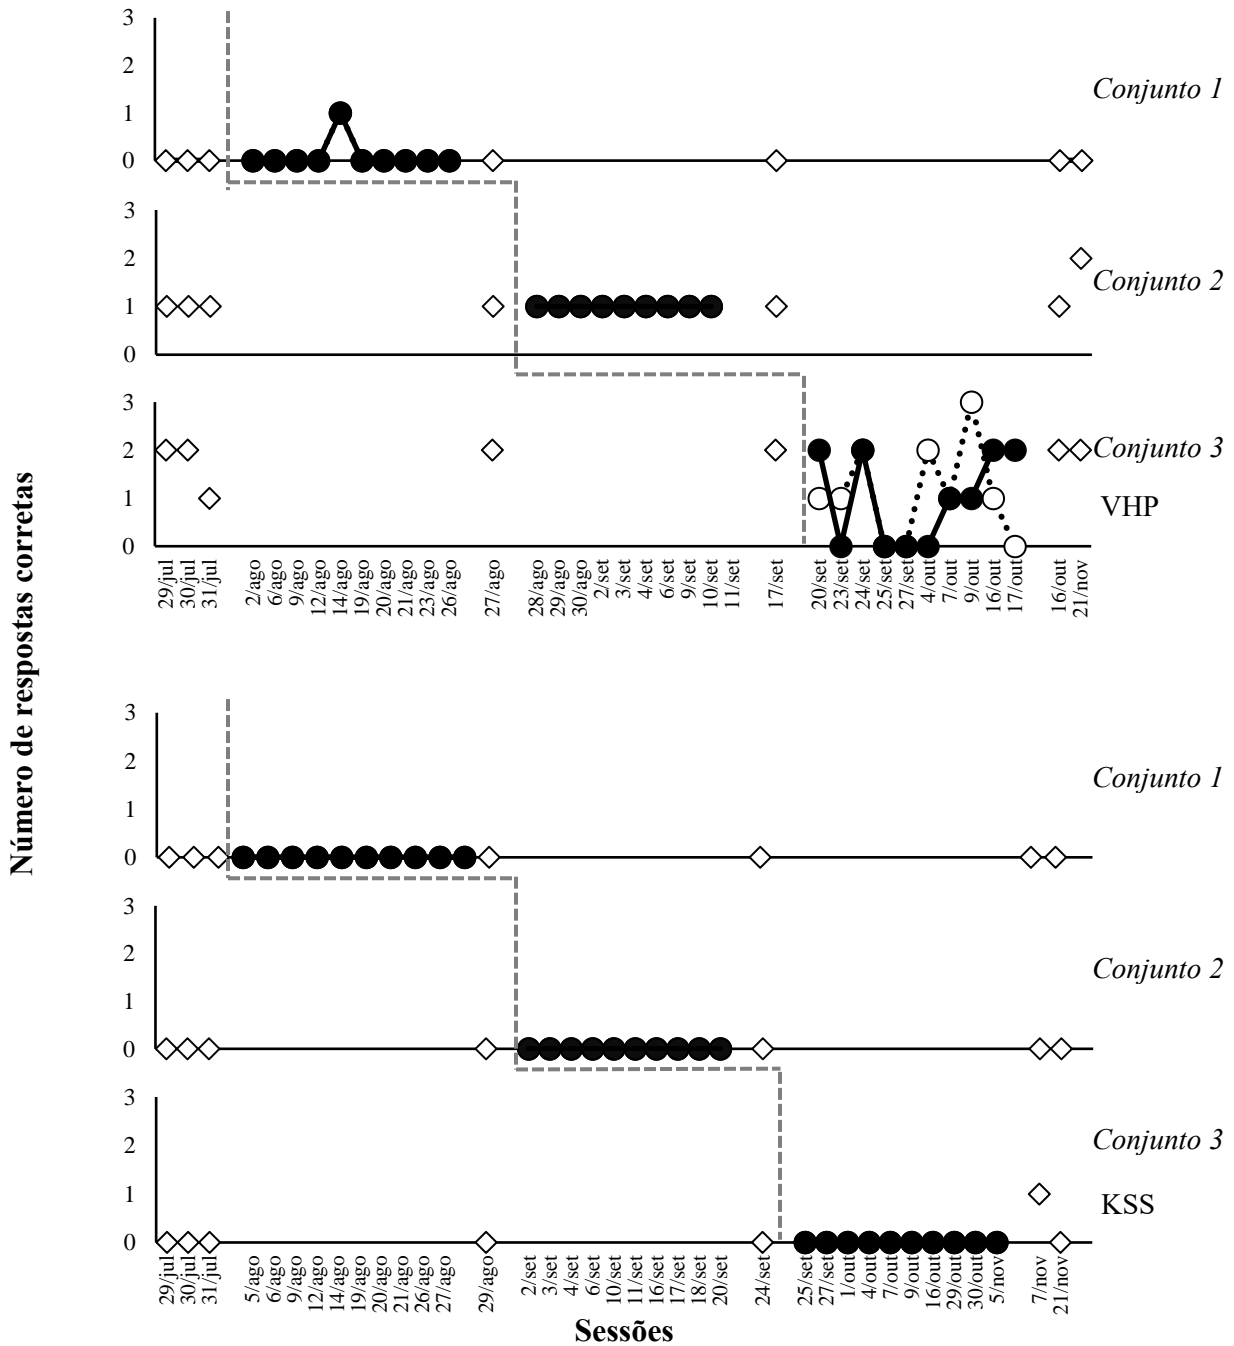 Número de respostas corretas
3
2
1
0
Conjunto 1
3
2
1
0
Conjunto 2
3
2
1
0
Conjunto 3
VHP
29/jul
30/jul
31/jul
2/ago
6/ago
9/ago
12/ago
14/ago
19/ago
20/ago
21/ago
23/ago
26/ago
27/ago
28/ago
29/ago
30/ago
2/set
3/set
4/set
6/set
9/set
10/set
11/set
17/set
20/set
23/set
24/set
25/set
27/set
4/out
7/out
9/out
16/out
17/out
16/out
21/nov
3
2
1
0
Conjunto 1
3
2
1
0
Conjunto 2
3
2
1
0
Conjunto 3
KSS
29/jul
30/jul
31/jul
5/ago
6/ago
9/ago
12/ago
14/ago
19/ago
20/ago
21/ago
26/ago
27/ago
29/ago
2/set
3/set
4/set
6/set
10/set
11/set
16/set
17/set
18/set
20/set
24/set
25/set
27/set
1/out
4/out
7/out
9/out
16/out
29/out
30/out
5/nov
7/nov
21/nov
Sessões